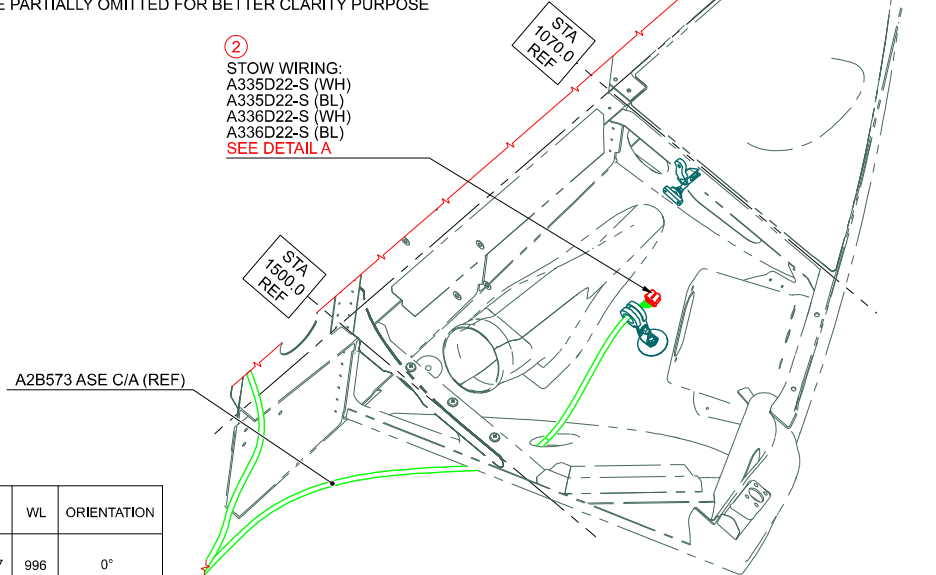 PARTIALLY OMITTED FOR BETTER CLARITY PURPOSE
2
STOW WIRING:
A335D22-S (WH)
A335D22-S (BL)
A336D22-S (WH)
A336D22-S (BL)
SEE DETAIL A
STA
1070.0
REF
STA
1500.0
REF
A2B573 ASE C/A (REF)
WL ORIENTATION
996 0°